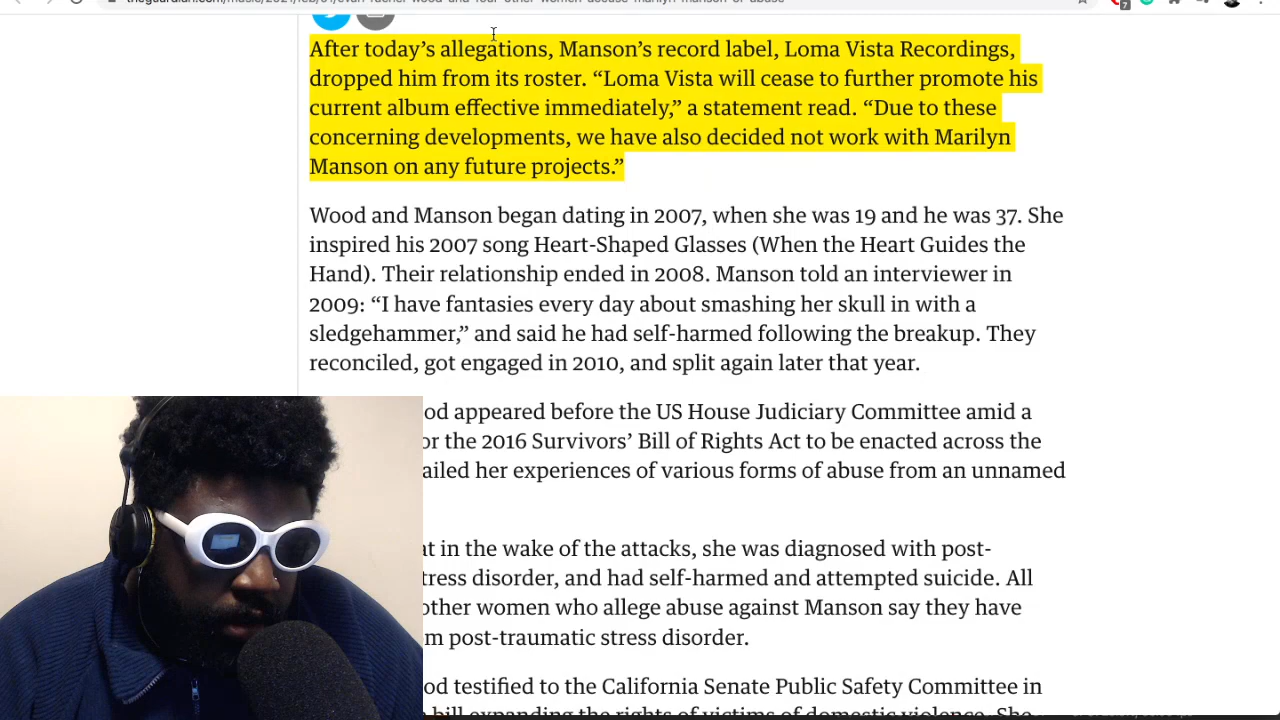 After today’s allegations, Manson’s record label, Loma Vista Recordings,
dropped him from its roster. “Loma Vista will cease to further promote his
current album effective immediately,” a statement read. “Due to these
concerning developments, we have also decided not work with Marilyn
Manson on any future projects.”
Wood and Manson began dating in 2007, when she was 19 and he was 37. She
inspired his 2007 song Heart-Shaped Glasses (When the Heart Guides the
Hand). Their relationship ended in 2008. Manson told an interviewer in
2009: “I have fantasies every day about smashing her skull in with a
sledgehammer,” and said he had self-harmed following the breakup. They
reconciled, got engaged in 2010, and split again later that year.
od appeared before the US House Judiciary Committee amid a
or the 2016 Survivors’ Bill of Rights Act to be enacted across the
ailed her experiences of various forms of abuse from an unnamed
at in the wake of the attacks, she was diagnosed with post-
tress disorder, and had self-harmed and attempted suicide. All
other women who allege abuse against Manson say they have
m post-traumatic stress disorder.
od testified to the California Senate Public Safety Committee in
bill expanding the rights of victims of domestic violence. She